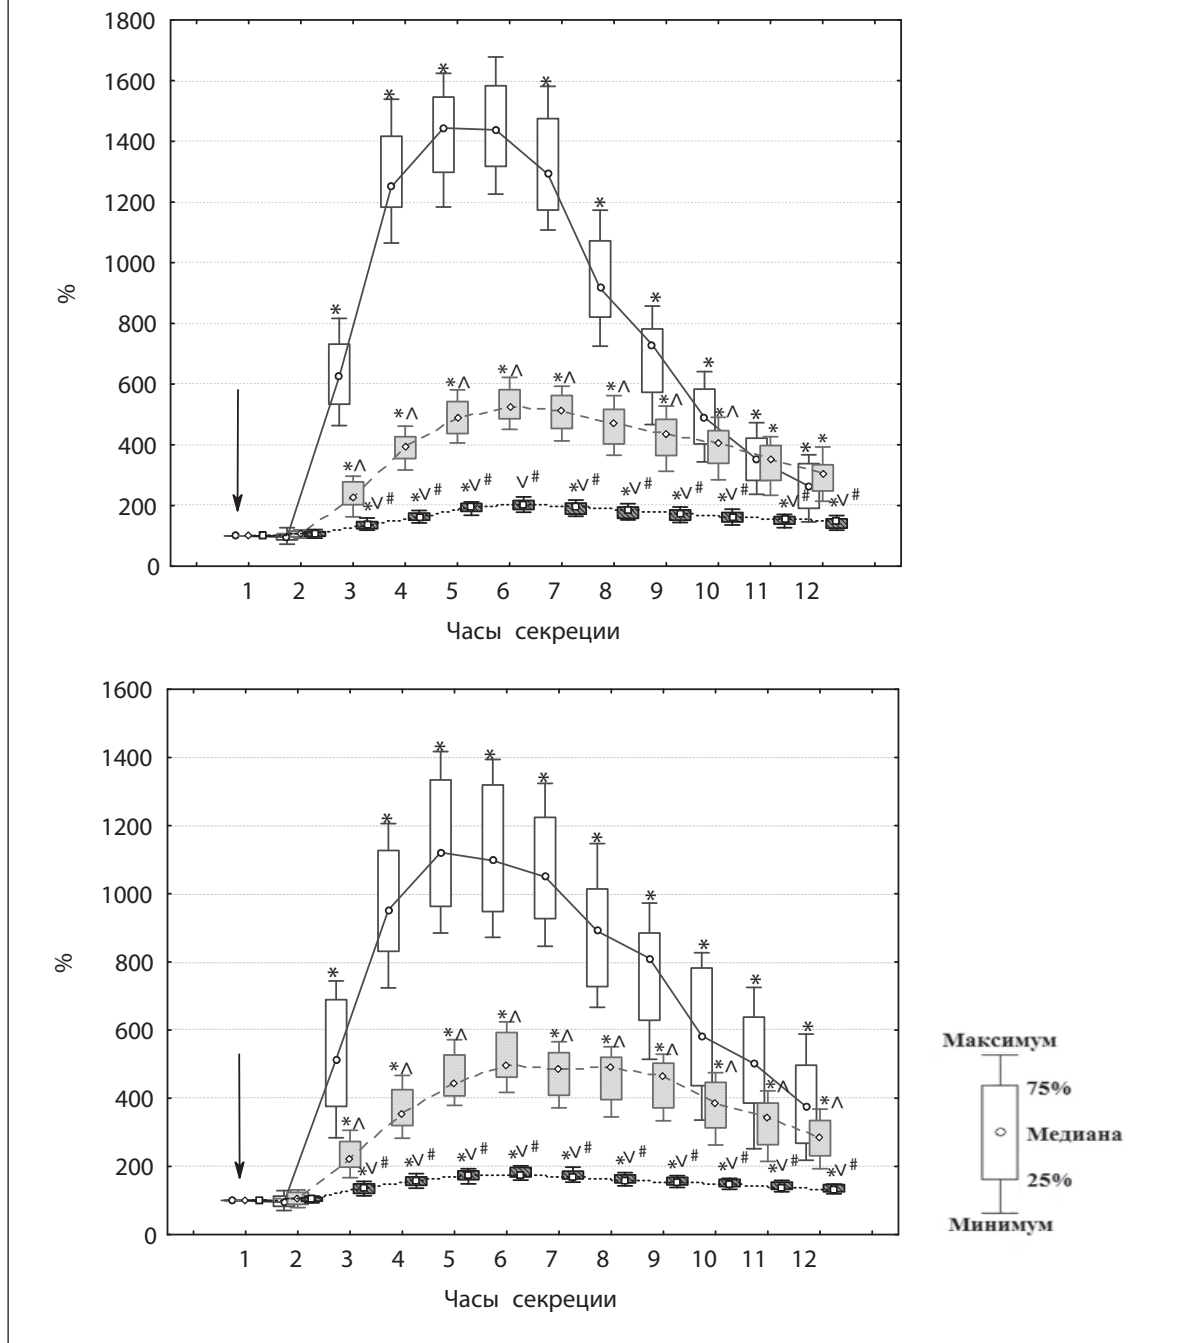 1800
1600
1400
1200
1000
800
600
400
200
0
%
* * * * * * * * * *
*Λ *Λ *Λ *Λ *Λ *Λ *Λ *Λ * *
*V# *V# *V# V# *V# *V# *V# *V# *V# *V#
1 2 3 4 5 6 7 8 9 10 11 12
Часы секреции
1600
1400
1200
1000
800
600
400
200
0
%
* * * * * * * * * *
*Λ *Λ *Λ *Λ *Λ *Λ *Λ *Λ *Λ *Λ
*V# *V# *V# *V# *V# *V# *V# *V# *V# *V#
1 2 3 4 5 6 7 8 9 10 11 12
Часы секреции
Максимум
75%
Медиана
25%
Минимум